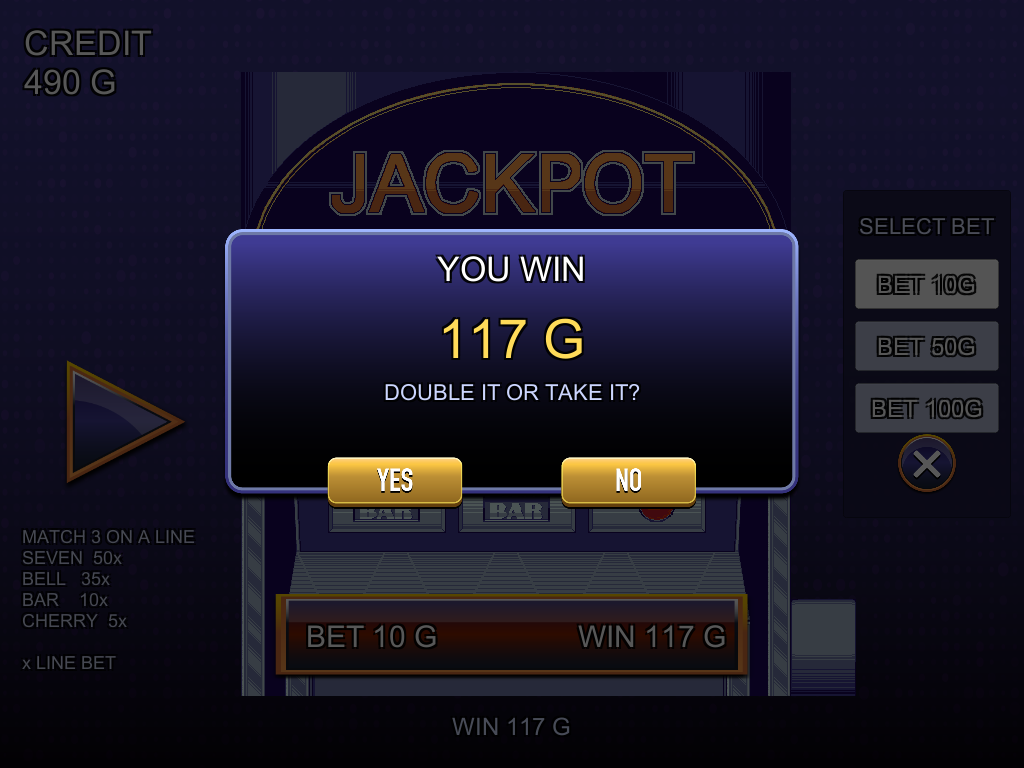 CREDIT
490 G
JACKPOT
SELECT BET
BET 10G
BET 50G
BET 100G
YOU WIN
117 G
DOUBLE IT OR TAKE IT?
YES
NO
BAR
BAR
MATCH 3 ON A LINE
SEVEN 50x
BELL 35x
BAR 10x
CHERRY 5x
x LINE BET
BET 10 G
WIN 117 G
WIN 117 G